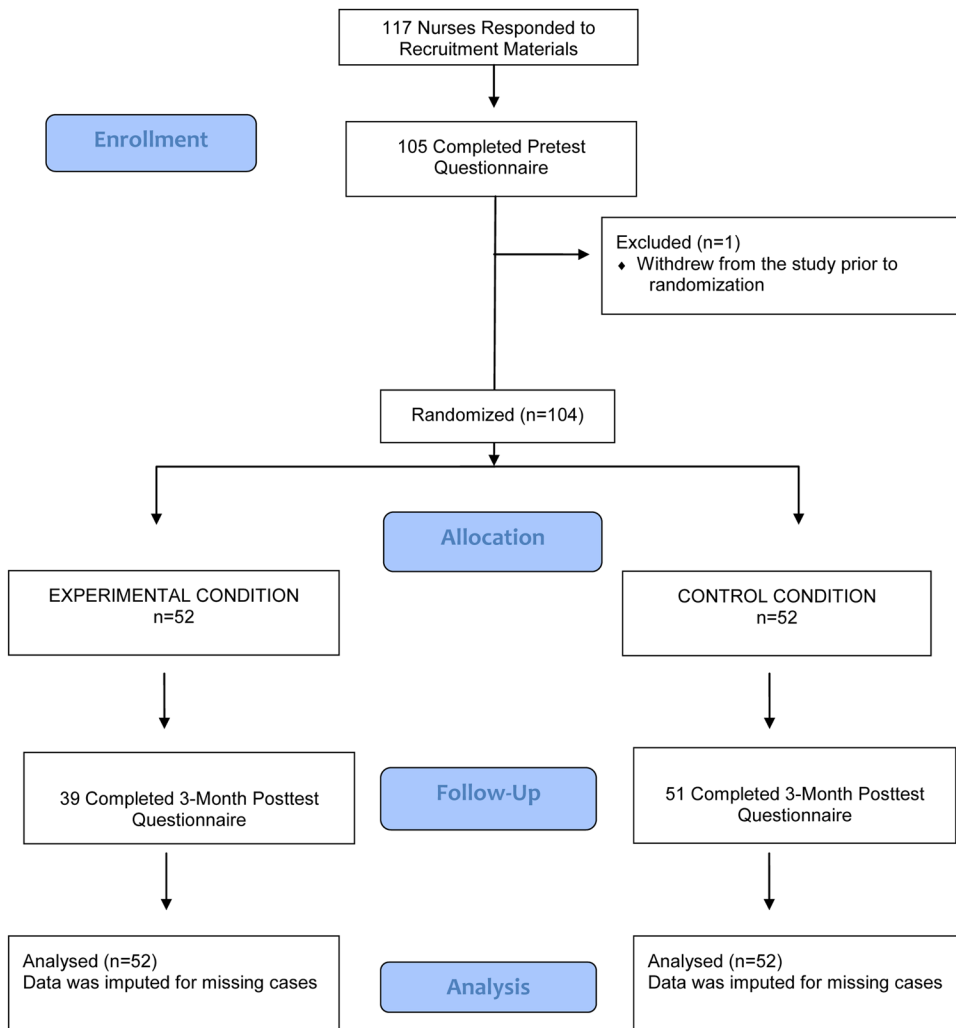 117 Nurses Responded to
Recruitment Materials
Enrollment
105 Completed Pretest
Questionnaire
Excluded (n=1)
♦ Withdrew from the study prior to
randomization
Randomized (n=104)
Allocation
EXPERIMENTAL CONDITION
n=52
CONTROL CONDITION
n=52
39 Completed 3-Month Posttest
Questionnaire
Follow-Up
51 Completed 3-Month Posttest
Questionnaire
Analysed (n=52)
Data was imputed for missing cases
Analysis
Analysed (n=52)
Data was imputed for missing cases